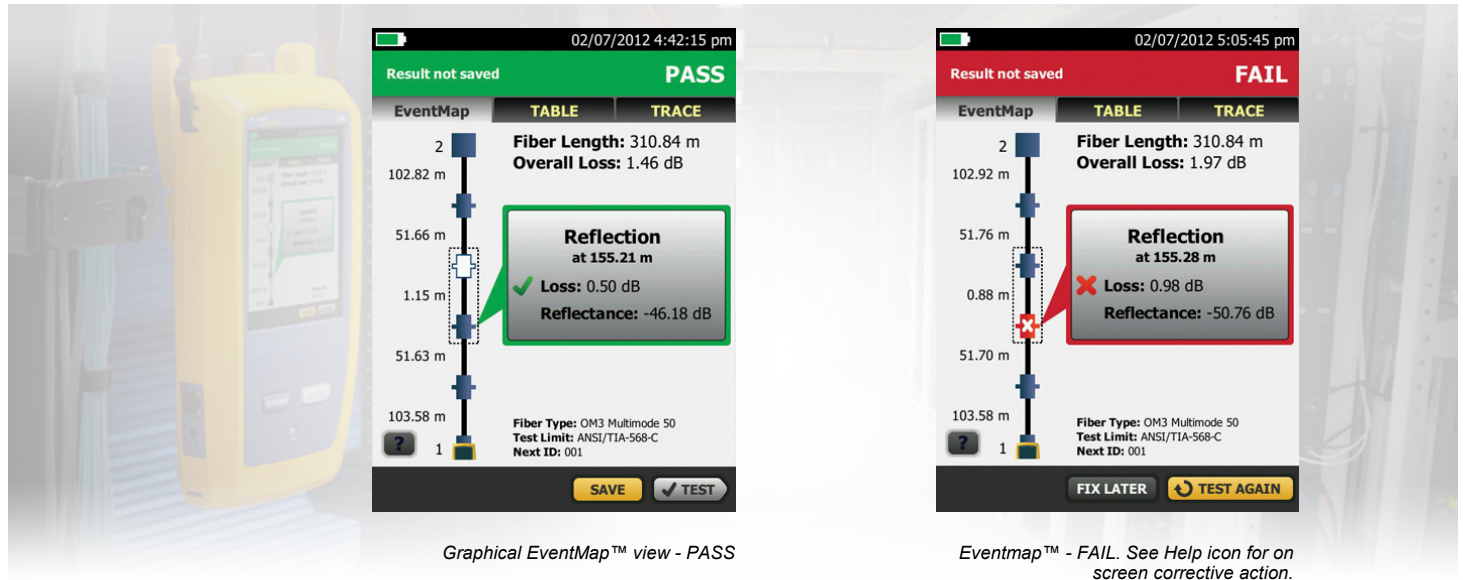 02/07/2012 4:42:15 pm
Result not saved PASS
EventMap TABLE TRACE
2
Fiber Length: 310.84 m
Overall Loss: 1.46 dB
102.82 m
51.66 m
Reflection
at 155.21 m
Loss: 0.50 dB
1.15 m
Reflectance: -46.18 dB
51.63 m
103.58 m
Fiber Type: OM3 Multimode 50
Test Limit: ANSI/TIA-568-C
Next ID: 001
? 1
SAVE TEST
Graphical EventMap™ view - PASS
02/07/2012 5:05:45 pm
Result not saved FAIL
EventMap TABLE TRACE
2
Fiber Length: 310.84 m
Overall Loss: 1.97 dB
102.92 m
51.76 m
Reflection
at 155.28 m
Loss: 0.98 dB
0.88 m
Reflectance: -50.76 dB
51.70 m
103.58 m
Fiber Type: OM3 Multimode 50
Test Limit: ANSI/TIA-568-C
Next ID: 001
? 1
FIX LATER TEST AGAIN
Eventmap™ - FAIL. See Help icon for on
screen corrective action.